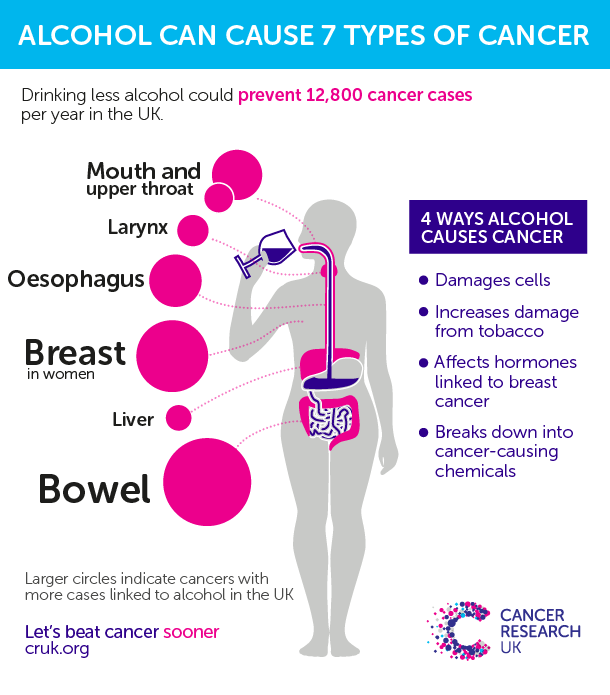 ALCOHOL CAN CAUSE 7 TYPES OF CANCER
Drinking less alcohol could prevent 12,800 cancer cases
per year in the UK.
Mouth and
upper throat
Larynx
Oesophagus
Breast
in women
Liver
Bowel
4 WAYS ALCOHOL
CAUSES CANCER
Damages cells
Increases damage
from tobacco
Affects hormones
linked to breast
cancer
Breaks down into
cancer-causing
chemicals
Larger circles indicate cancers with
more cases linked to alcohol in the UK
Let's beat cancer sooner
cruk.org
CANCER
RESEARCH
UK